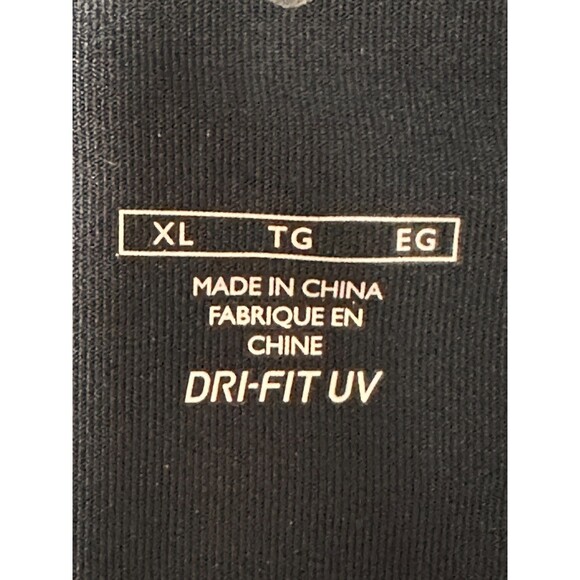 XL TG EG
MADE IN CHINA
FABRIQUE EN
CHINE
DRI-FIT UV